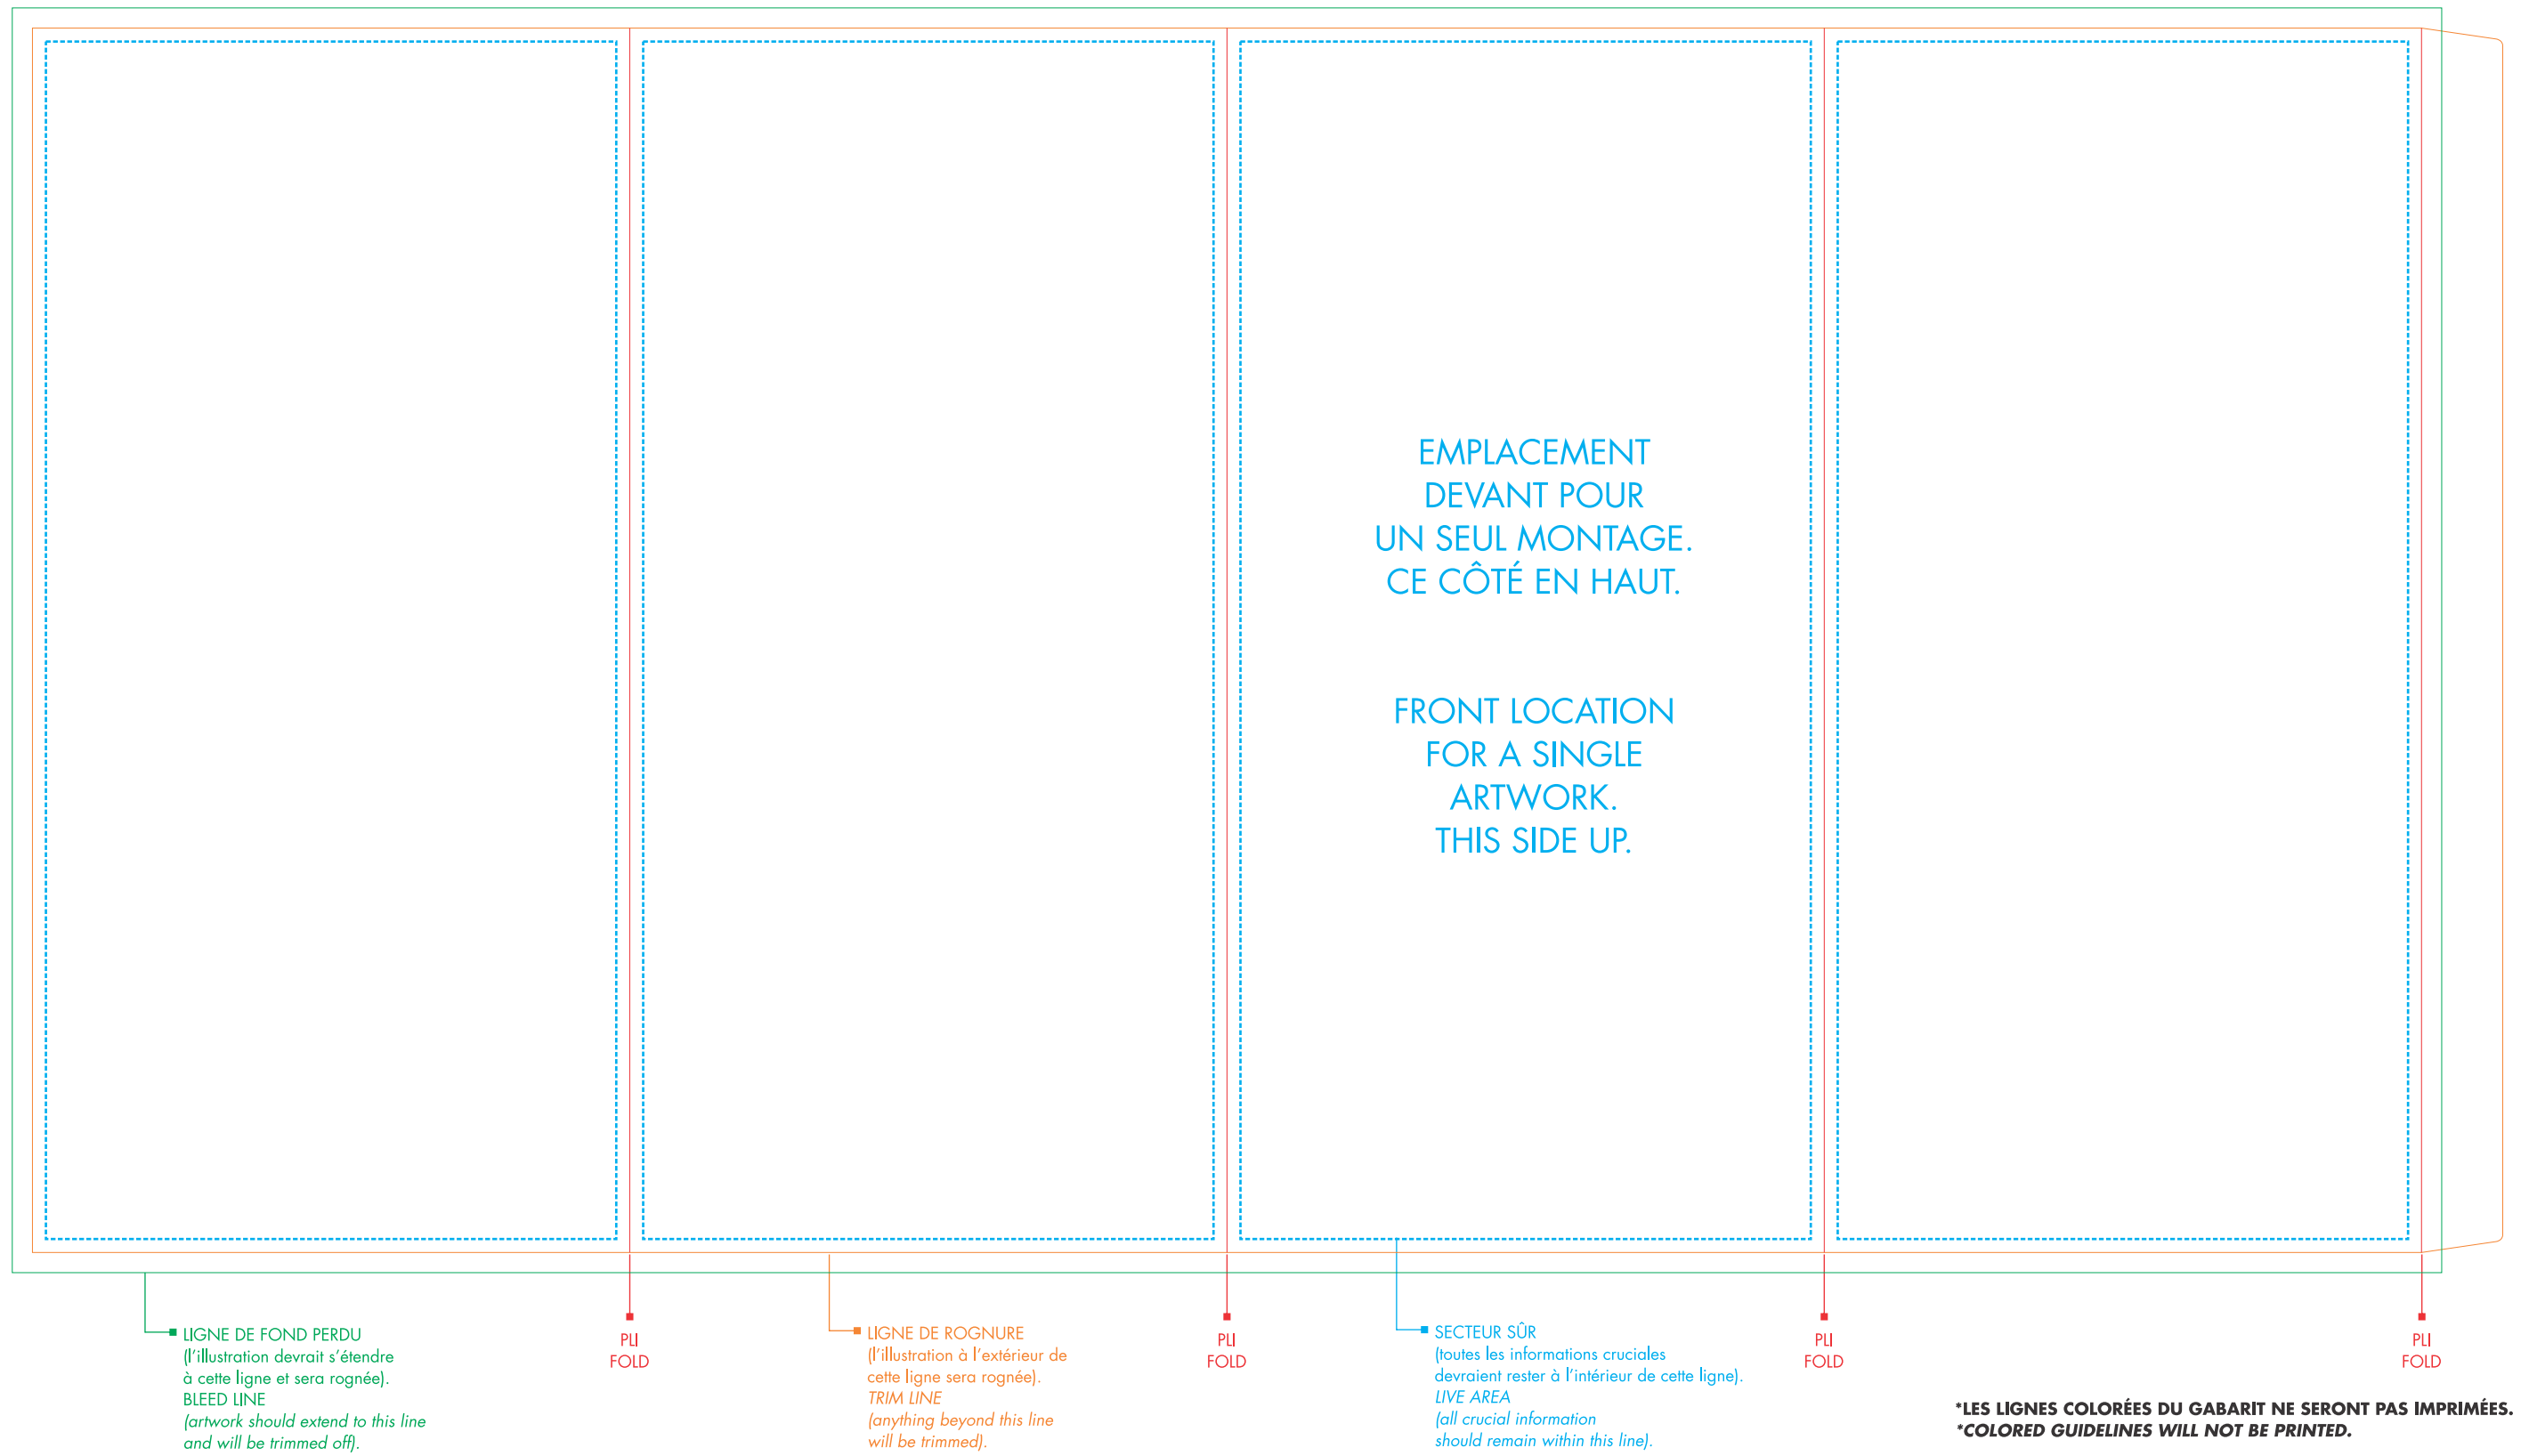 EMPLACEMENT
DEVANT POUR
UN SEUL MONTAGE.
CE CÔTÉ EN HAUT.
FRONT LOCATION
FOR A SINGLE
ARTWORK.
THIS SIDE UP.
LIGNE DE FOND PERDU
(l'illustration devrait s'étendre
à cette ligne et sera rognée).
BLEED LINE
(artwork should extend to this line
and will be trimmed off).
PLI
FOLD
LIGNE DE ROGNURE
(l'illustration à l'extérieur de
cette ligne sera rognée).
TRIM LINE
(anything beyond this line
will be trimmed).
PLI
FOLD
SECTEUR SÛR
(toutes les informations cruciales
devraient rester à l'intérieur de cette ligne).
LIVE AREA
(all crucial information
should remain within this line).
PLI
FOLD
PLI
FOLD
*LES LIGNES COLORÉES DU GABARIT NE SERONT PAS IMPRIMÉES.
*COLORED GUIDELINES WILL NOT BE PRINTED.